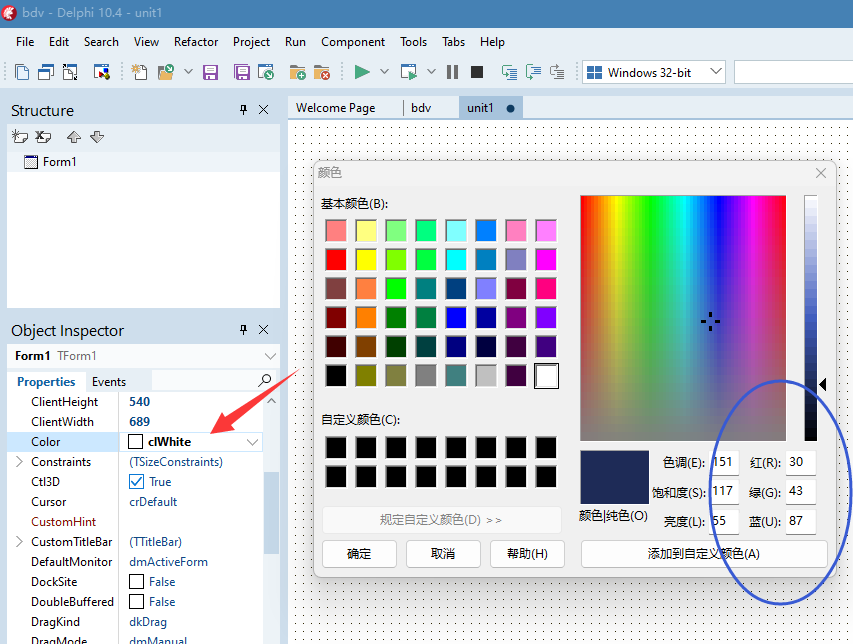 bdv - Delphi 10.4 - unit1
File Edit Search View Refactor Project Run Component Tools Tabs Help
Windows 32-bit
Structure
Form1
Welcome Page bdv unit1
颜色
基本颜色(B):
自定义颜色(C):
规定自定义颜色(D) >>
确定 取消 帮助(H)
颜色|纯色(O)
色调(E): 151 红(R): 30
饱和度(S): 117 绿(G): 43
亮度(L): 55 蓝(U): 87
添加到自定义颜色(A)
Object Inspector
Form1 TForm1
Properties Events
ClientHeight 540
ClientWidth 689
Color clWhite
Constraints (TSizeConstraints)
Ctl3D True
Cursor crDefault
CustomHint
CustomTitleBar (TTitleBar)
DefaultMonitor dmActiveForm
DockSite False
DoubleBuffered False
DragKind dkDrag
DragMode dmManual